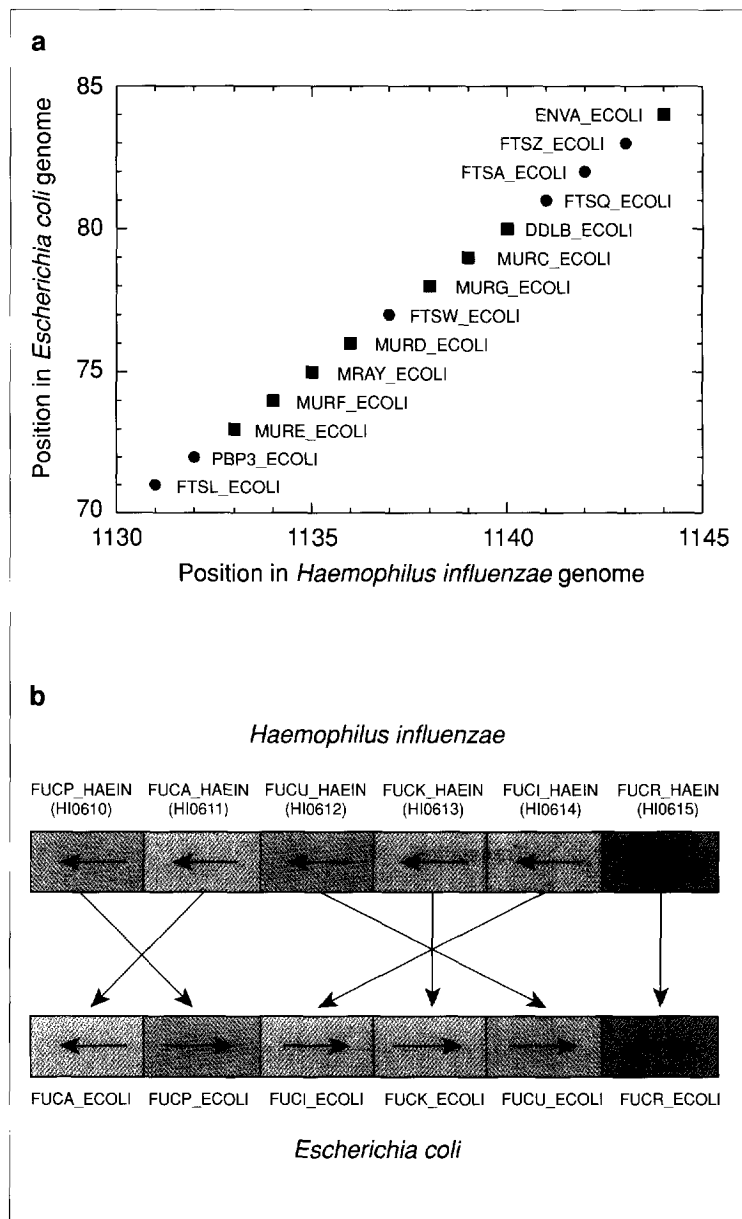 a
85
80
75
70
Position in Escherichia coli genome
ENVA_ECOLI
FTSZ_ECOLI
FTSA_ECOLI
FTSQ_ECOLI
DDLB_ECOLI
MURC_ECOLI
MURG_ECOLI
FTSW_ECOLI
MURD_ECOLI
MRAY_ECOLI
MURF_ECOLI
MURE_ECOLI
PBP3_ECOLI
FTSL_ECOLI
1130 1135 1140 1145
Position in Haemophilus influenzae genome
b
Haemophilus influenzae
FUCP_HAEIN FUCA_HAEIN FUCU_HAEIN FUCK_HAEIN FUCI_HAEIN FUCR_HAEIN
(HI0610) (HI0611) (HI0612) (HI0613) (HI0614) (HI0615)
FUCA_ECOLI FUCP_ECOLI FUCI_ECOLI FUCK_ECOLI FUCU_ECOLI FUCR_ECOLI
Escherichia coli